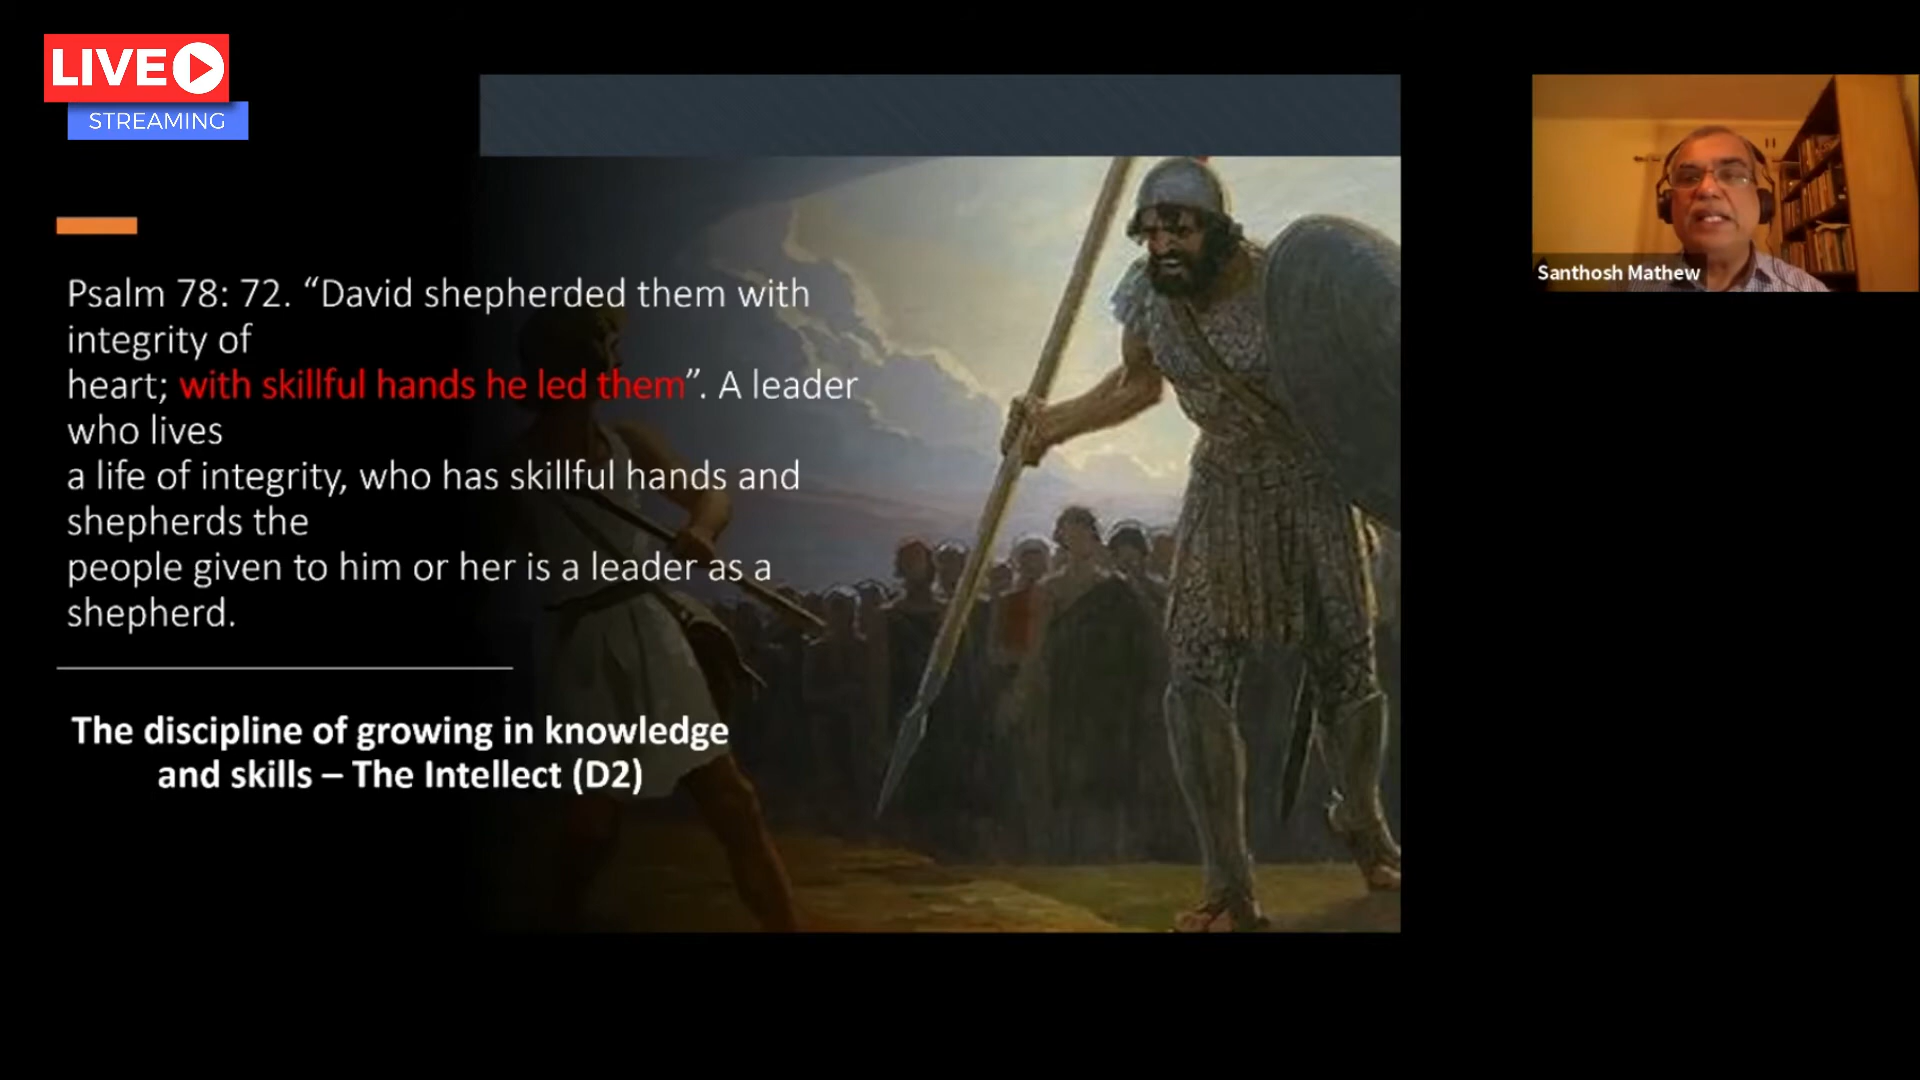 LIVE
STREAMING
Psalm 78: 72. “David shepherded them with
integrity of
heart; with skillful hands he led them”. A leader
who lives
a life of integrity, who has skillful hands and
shepherds the
people given to him or her is a leader as a
shepherd.
The discipline of growing in knowledge
and skills – The Intellect (D2)
Santhosh Mathew